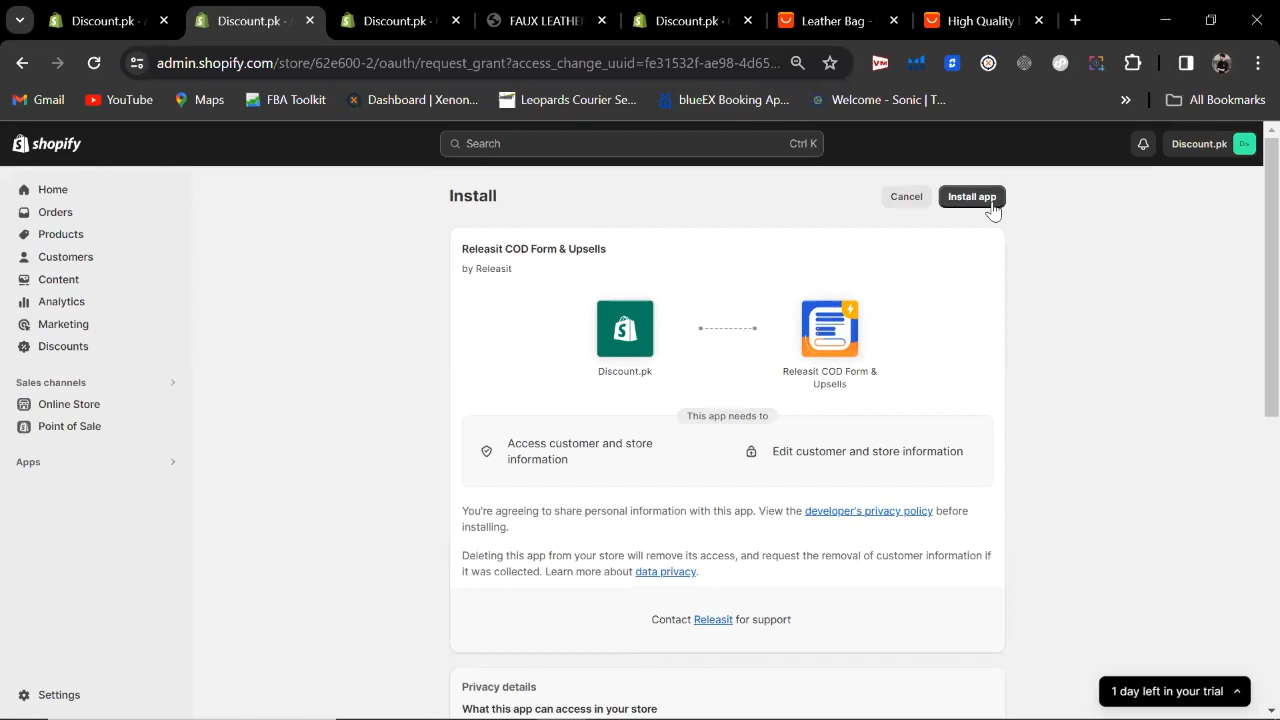 Discount.pk · /
Discount.pk · /
Discount.pk · (
FAUX LEATHE
Discount.pk · (
Leather Bag -
High Quality
admin.shopify.com/store/62e600-2/oauth/request_grant?access_change_uuid=fe31532f-ae98-4d65...
Gmail
YouTube
Maps
FBA Toolkit
Dashboard | Xenon...
Leopards Courier Se...
blueEX Booking Ap...
Welcome - Sonic | T...
All Bookmarks
shopify
Search
Ctrl K
Discount.pk
Dis
Home
Orders
Products
Customers
Content
Analytics
Marketing
Discounts
Sales channels
Online Store
Point of Sale
Apps
Settings
Install
Cancel
Install app
Releasit COD Form & Upsells
by Releasit
Discount.pk
Releasit COD Form &
Upsells
This app needs to
Access customer and store
information
Edit customer and store information
You're agreeing to share personal information with this app. View the developer's privacy policy before
installing.
Deleting this app from your store will remove its access, and request the removal of customer information if
it was collected. Learn more about data privacy.
Contact Releasit for support
Privacy details
What this app can access in your store
1 day left in your trial